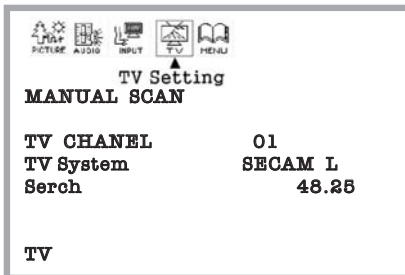 PICTURE AUDIO INPUT TV MENU
TV Setting
MANUAL SCAN
TV CHANEL 01
TV System SECAM L
Serch 48.25
TV